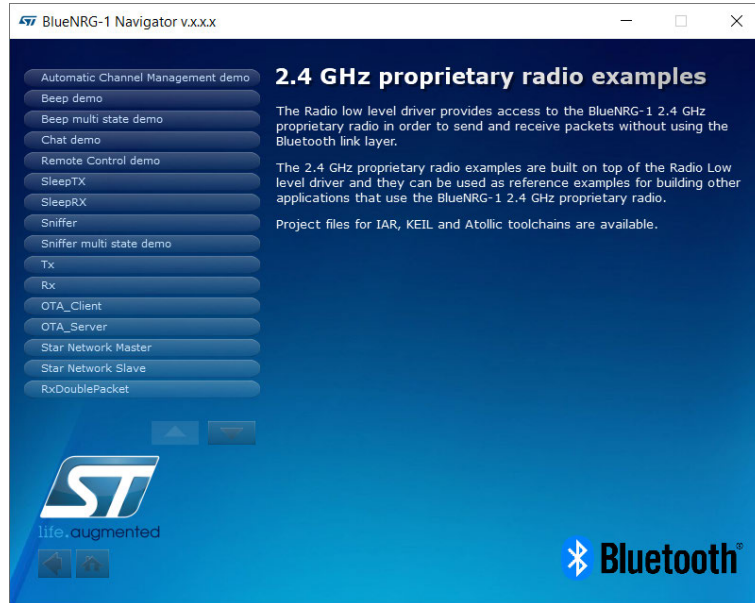 BlueNRG-1 Navigator v.x.x.x
Automatic Channel Management demo
Beep demo
Beep multi state demo
Chat demo
Remote Control demo
SleepTX
SleepRX
Sniffer
Sniffer multi state demo
Tx
Rx
OTA_Client
OTA_Server
Star Network Master
Star Network Slave
RxDoublePacket
2.4 GHz proprietary radio examples
The Radio low level driver provides access to the BlueNRG-1 2.4 GHz
proprietary radio in order to send and receive packets without using the
Bluetooth link layer.
The 2.4 GHz proprietary radio examples are built on top of the Radio Low
level driver and they can be used as reference examples for building other
applications that use the BlueNRG-1 2.4 GHz proprietary radio.
Project files for IAR, KEIL and Atollic toolchains are available.
ST
life.augmented
Bluetooth®